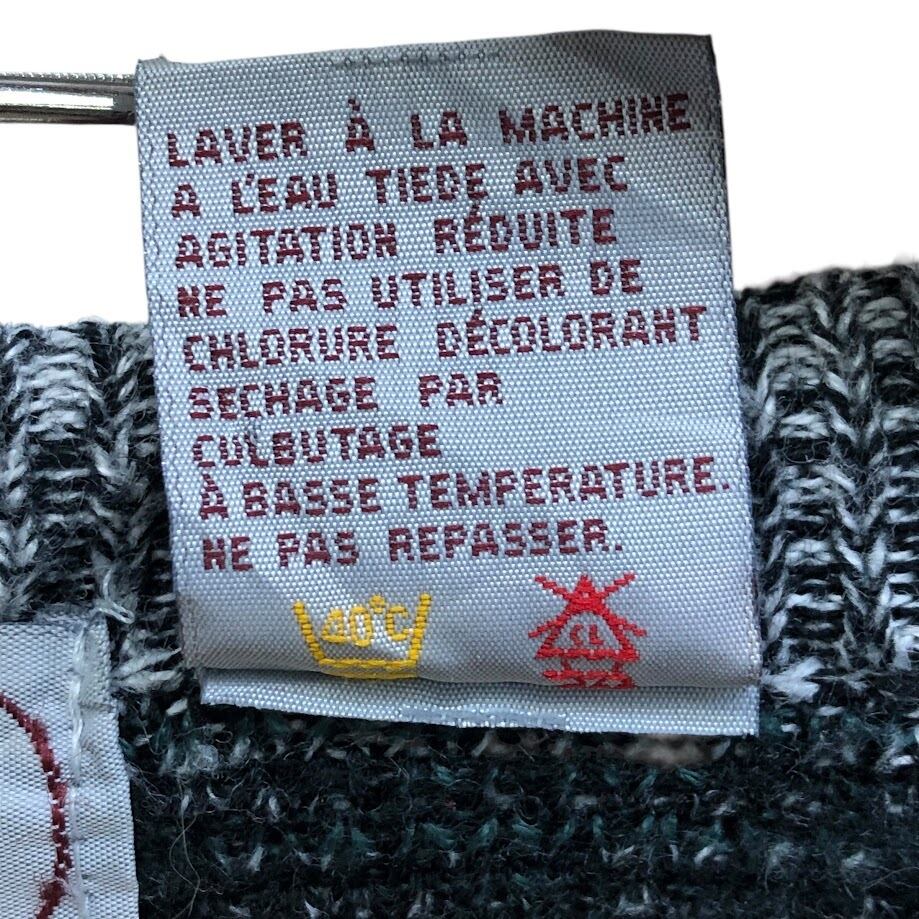 LAVER À LA MACHINE
A L'EAU TIEDE AVEC
AGITATION RÉDUITE
NE PAS UTILISER DE
CHLORURE DÉCOLORANT
SECHAGE PAR
CULBUTAGE
À BASSE TEMPERATURE.
NE PAS REPASSER.
40°C
CL